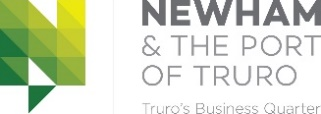 NEWHAM
& THE PORT
OF TRURO
Truro's Business Quarter